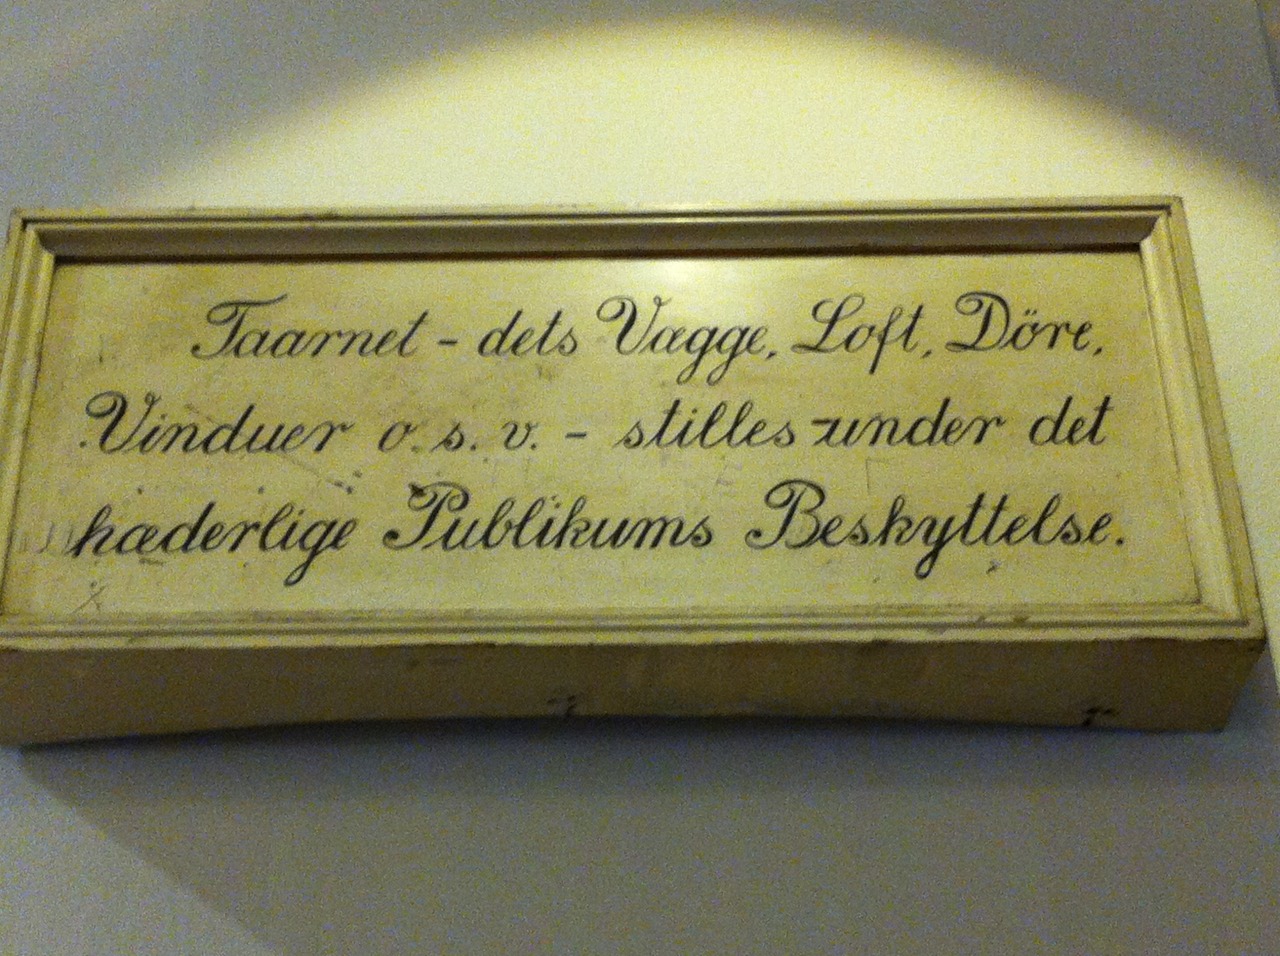 Taarnet - dets Vægge, Loft, Döre,
Vinduer o. s. v. - stilles under det
hæderlige Publikums Beskyttelse.